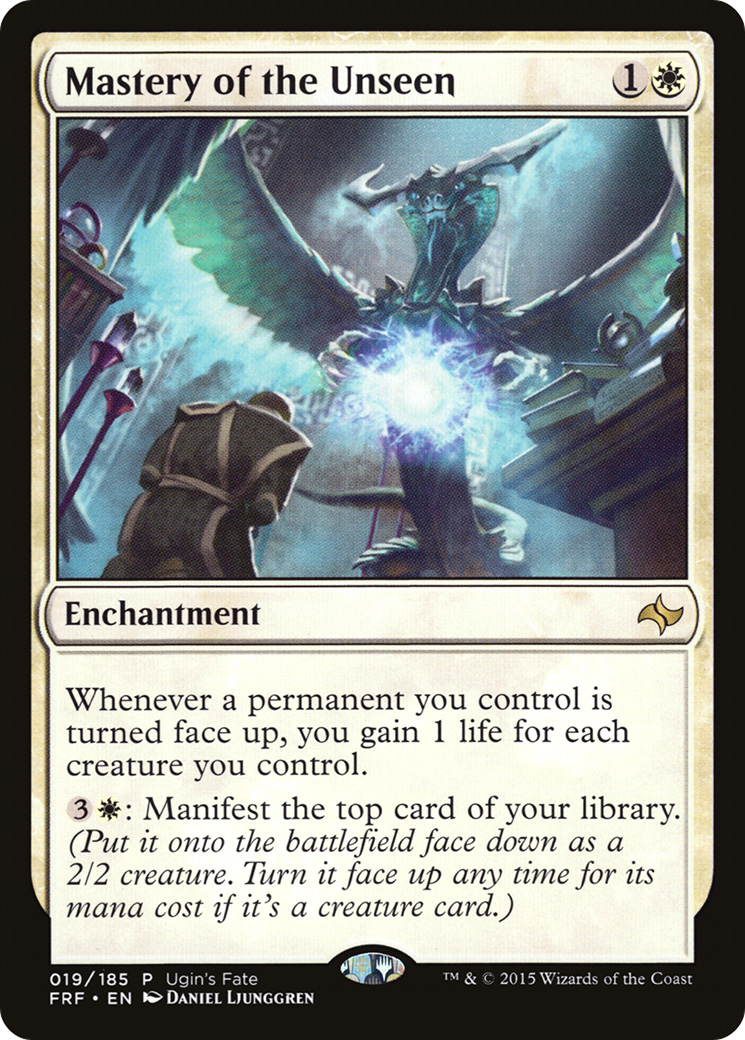 Mastery of the Unseen 1
Enchantment
Whenever a permanent you control is
turned face up, you gain 1 life for each
creature you control.
3 : Manifest the top card of your library.
(Put it onto the battlefield face down as a
2/2 creature. Turn it face up any time for its
mana cost if it's a creature card.)
019/185 P Ugin's Fate
FRF • EN Daniel Ljunggren
™ & © 2015 Wizards of the Coast